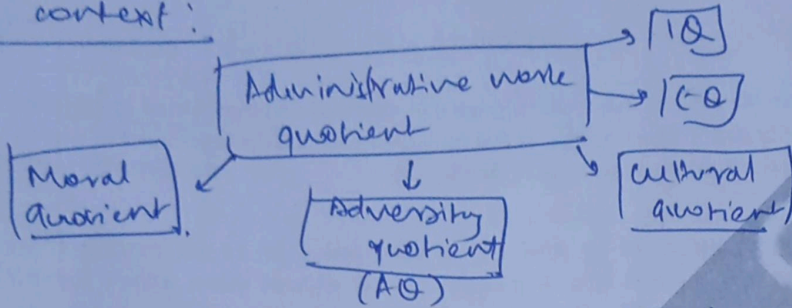 context:
Administrative work
quotient
IQ
EQ
Moral
quotient
Adversity
quotient
(AQ)
cultural
quotient